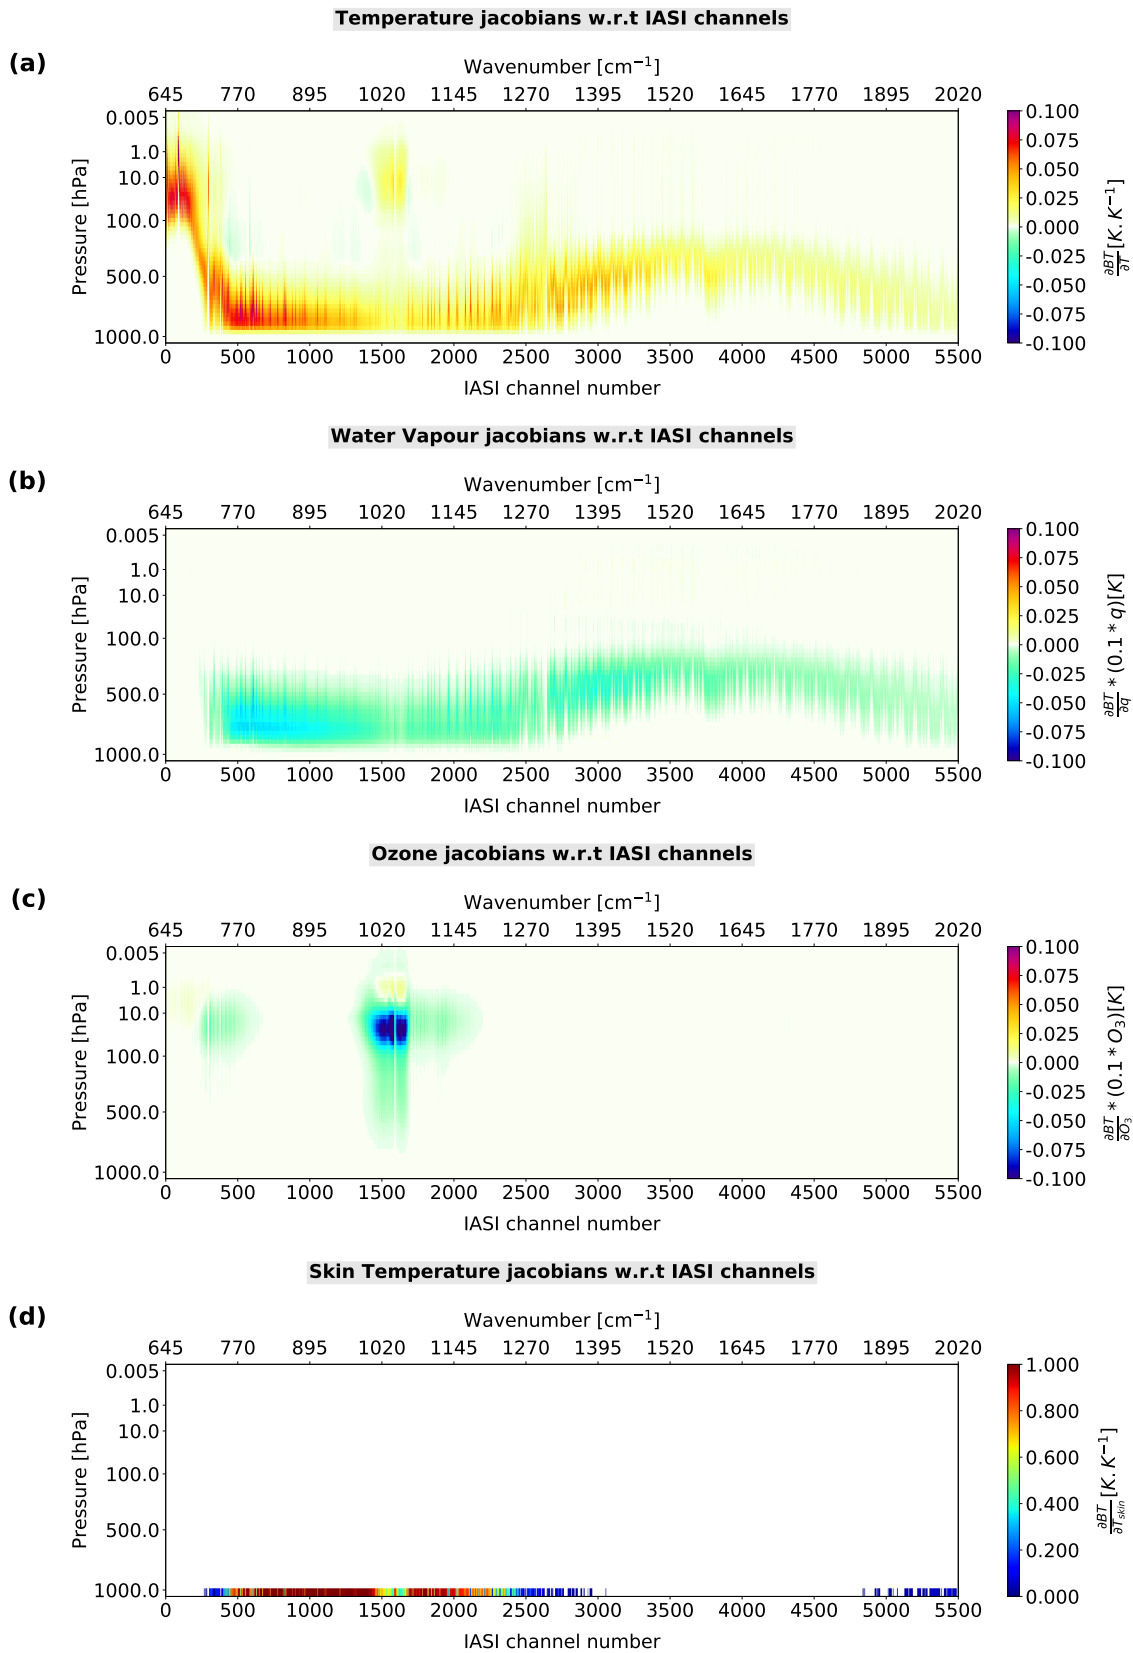 Temperature jacobians w.r.t IASI channels
(a)
Wavenumber [cm⁻¹]
645 770 895 1020 1145 1270 1395 1520 1645 1770 1895 2020
Pressure [hPa]
0.005
1.0
10.0
100.0
500.0
1000.0
0 500 1000 1500 2000 2500 3000 3500 4000 4500 5000 5500
IASI channel number
0.100
0.075
0.050
0.025
0.000
-0.025
-0.050
-0.075
-0.100
∂BT/∂T [K.K⁻¹]
Water Vapour jacobians w.r.t IASI channels
(b)
Wavenumber [cm⁻¹]
645 770 895 1020 1145 1270 1395 1520 1645 1770 1895 2020
Pressure [hPa]
0.005
1.0
10.0
100.0
500.0
1000.0
0 500 1000 1500 2000 2500 3000 3500 4000 4500 5000 5500
IASI channel number
0.100
0.075
0.050
0.025
0.000
-0.025
-0.050
-0.075
-0.100
∂BT/∂q * (0.1 * q)[K]
Ozone jacobians w.r.t IASI channels
(c)
Wavenumber [cm⁻¹]
645 770 895 1020 1145 1270 1395 1520 1645 1770 1895 2020
Pressure [hPa]
0.005
1.0
10.0
100.0
500.0
1000.0
0 500 1000 1500 2000 2500 3000 3500 4000 4500 5000 5500
IASI channel number
0.100
0.075
0.050
0.025
0.000
-0.025
-0.050
-0.075
-0.100
∂BT/∂O₃ * (0.1 * O₃)[K]
Skin Temperature jacobians w.r.t IASI channels
(d)
Wavenumber [cm⁻¹]
645 770 895 1020 1145 1270 1395 1520 1645 1770 1895 2020
Pressure [hPa]
0.005
1.0
10.0
100.0
500.0
1000.0
0 500 1000 1500 2000 2500 3000 3500 4000 4500 5000 5500
IASI channel number
1.000
0.800
0.600
0.400
0.200
0.000
∂BT/∂Tskin [K.K⁻¹]